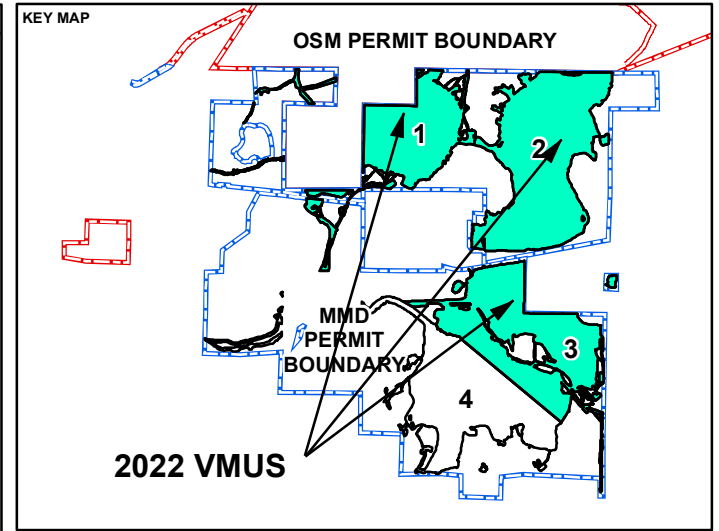 KEY MAP
OSM PERMIT BOUNDARY
1
2
MMD
PERMIT
BOUNDARY
3
4
2022 VMUS